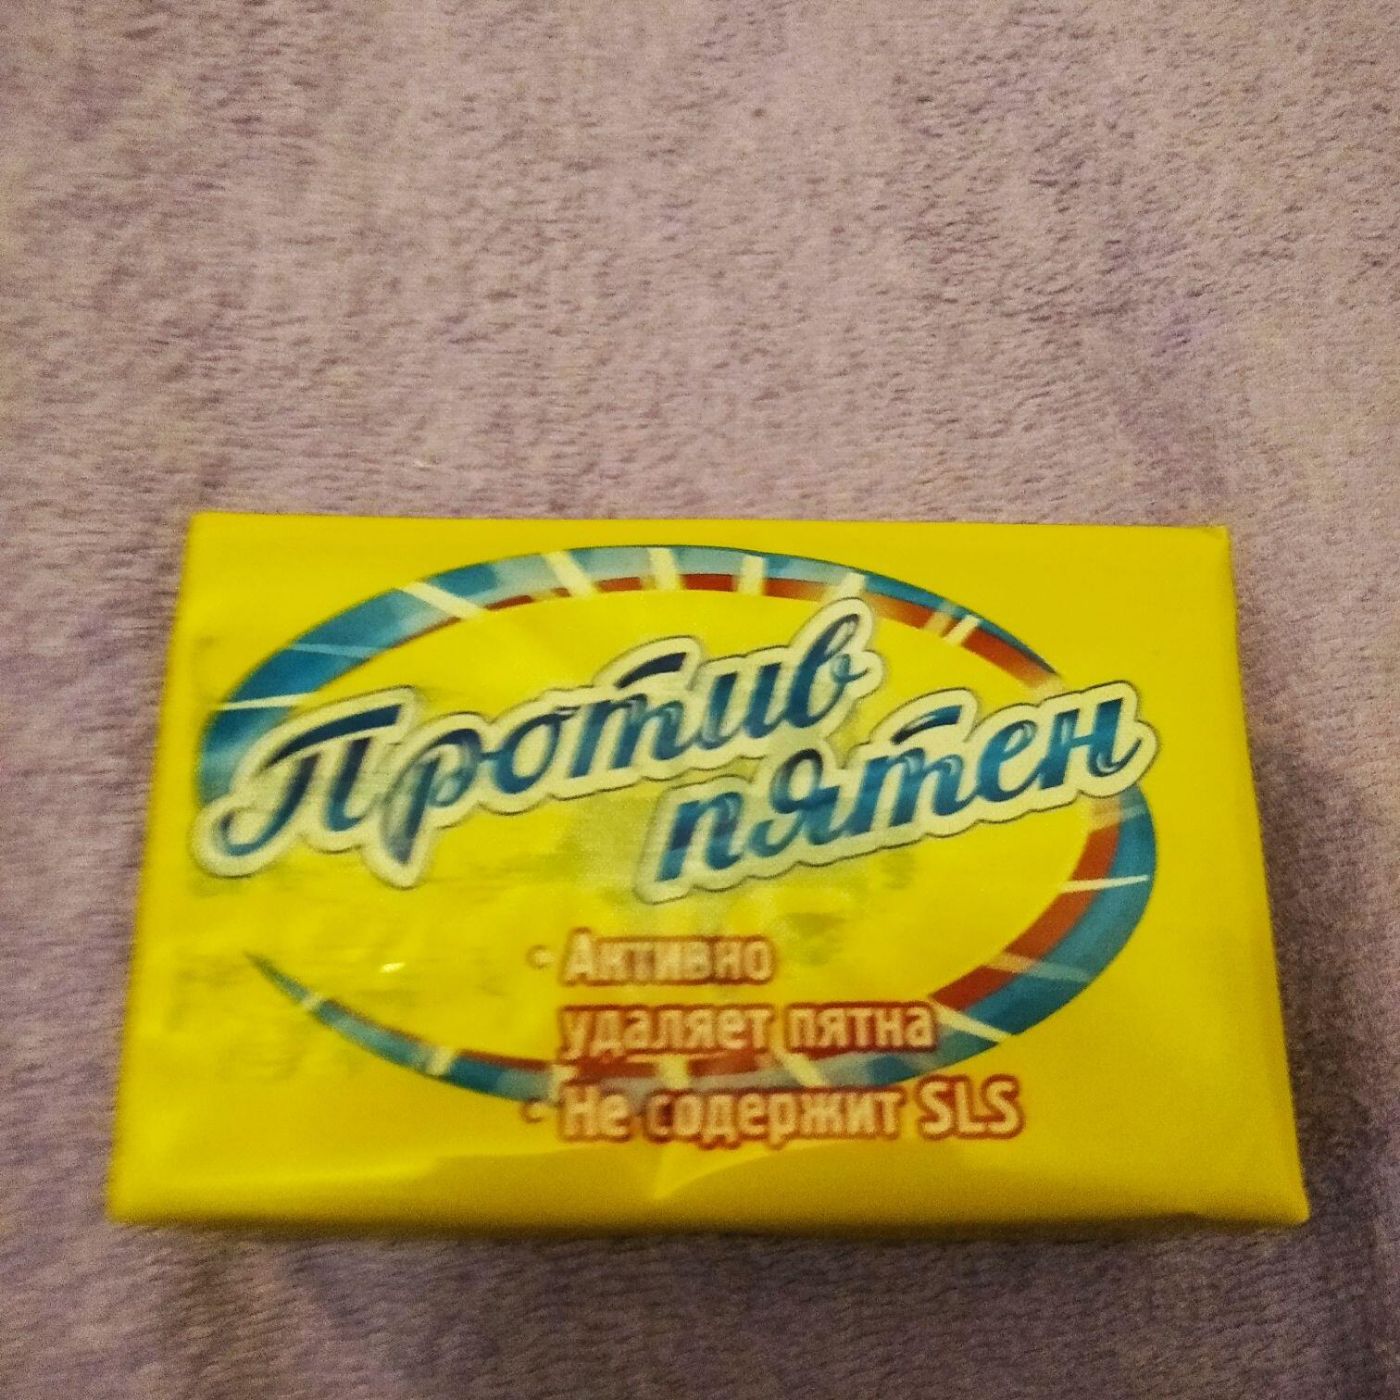 Против
пятен
• Активно
удаляет пятна
• Не содержит SLS